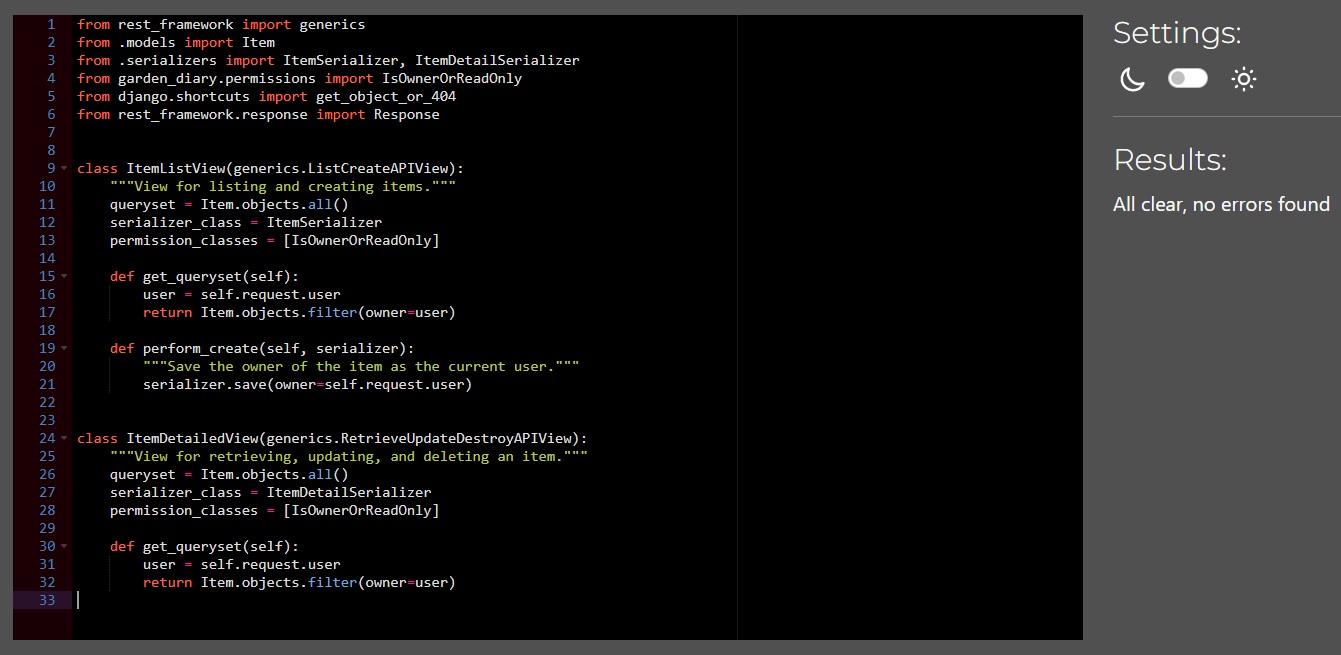 1 from rest_framework import generics
2 from .models import Item
3 from .serializers import ItemSerializer, ItemDetailSerializer
4 from garden_diary.permissions import IsOwnerOrReadOnly
5 from django.shortcuts import get_object_or_404
6 from rest_framework.response import Response
7
8
9 class ItemListView(generics.ListCreateAPIView):
10     """View for listing and creating items."""
11     queryset = Item.objects.all()
12     serializer_class = ItemSerializer
13     permission_classes = [IsOwnerOrReadOnly]
14
15     def get_queryset(self):
16         user = self.request.user
17         return Item.objects.filter(owner=user)
18
19     def perform_create(self, serializer):
20         """Save the owner of the item as the current user."""
21         serializer.save(owner=self.request.user)
22
23
24 class ItemDetailedView(generics.RetrieveUpdateDestroyAPIView):
25     """View for retrieving, updating, and deleting an item."""
26     queryset = Item.objects.all()
27     serializer_class = ItemDetailSerializer
28     permission_classes = [IsOwnerOrReadOnly]
29
30     def get_queryset(self):
31         user = self.request.user
32         return Item.objects.filter(owner=user)
33
Settings:
Results:
All clear, no errors found